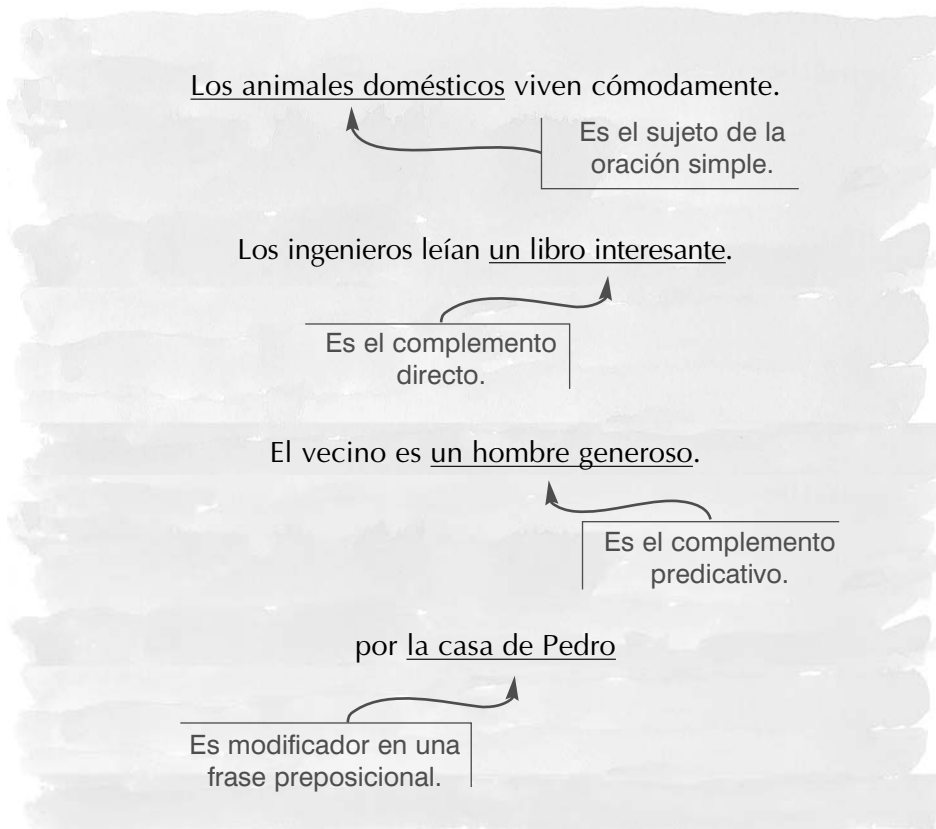 Los animales domésticos viven cómodamente.
Es el sujeto de la
oración simple.
Los ingenieros leían un libro interesante.
Es el complemento
directo.
El vecino es un hombre generoso.
Es el complemento
predicativo.
por la casa de Pedro
Es modificador en una
frase preposicional.